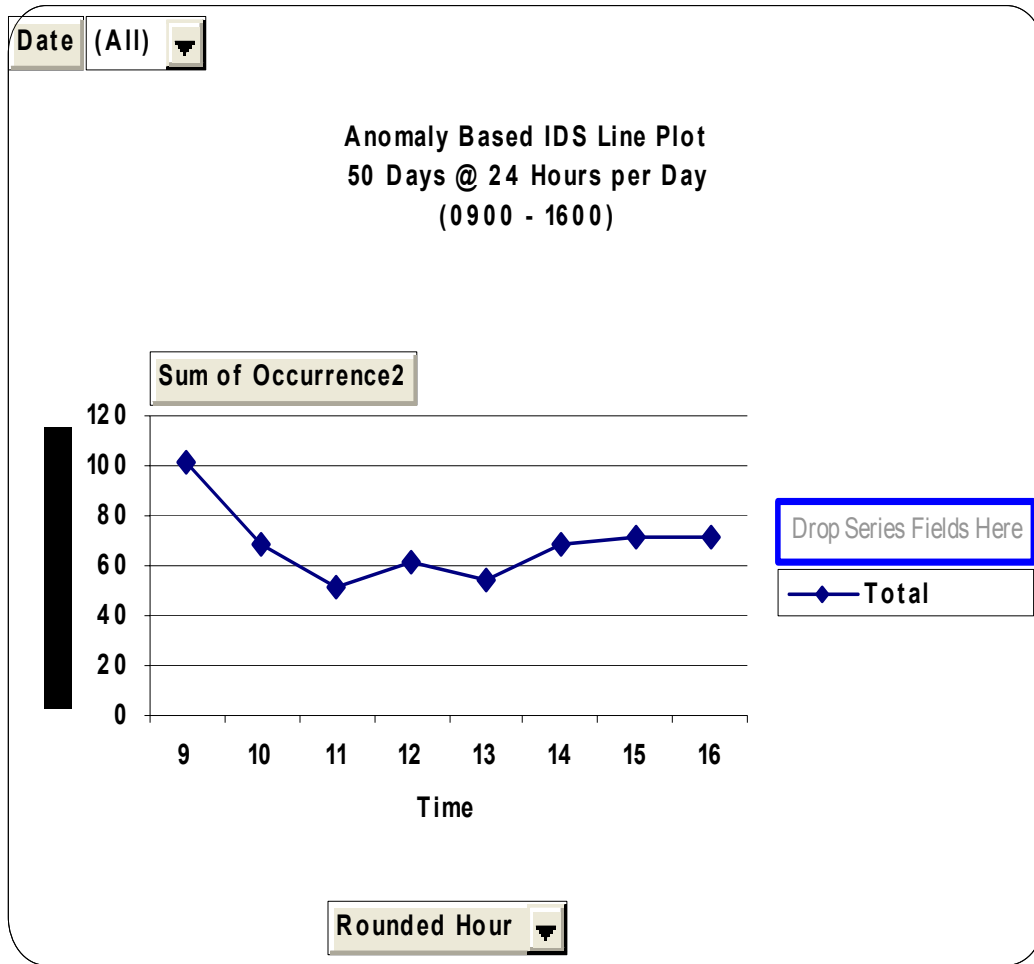 Date (All)
Anomaly Based IDS Line Plot
50 Days @ 24 Hours per Day
(0900 - 1600)
Sum of Occurrence2
120
100
80
60
40
20
0
9 10 11 12 13 14 15 16
Time
Drop Series Fields Here
Total
Rounded Hour